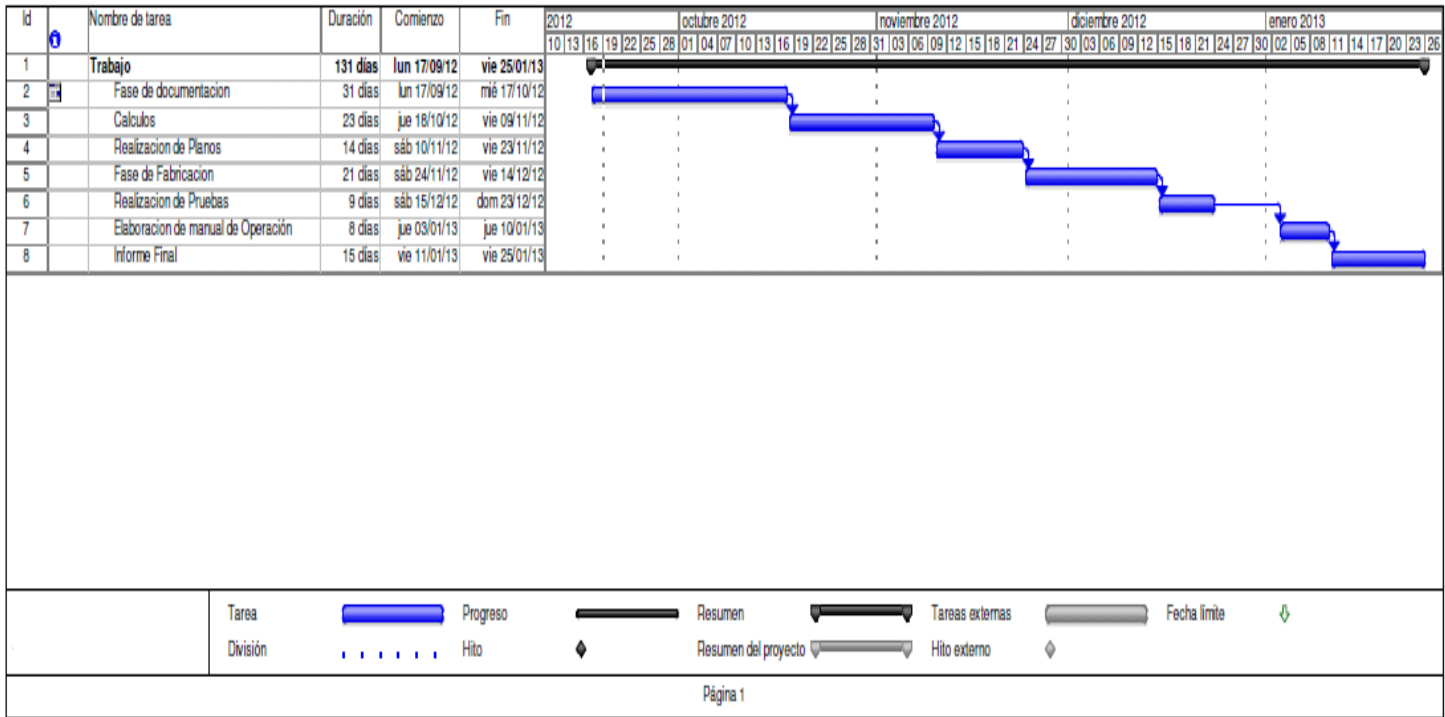 Id Nombre de tarea Duración Comienzo Fin 2012 octubre 2012 noviembre 2012 diciembre 2012 enero 2013
10 13 16 19 22 25 28 01 04 07 10 13 16 19 22 25 28 31 03 06 09 12 15 18 21 24 27 30 03 06 09 12 15 18 21 24 27 30 02 05 08 11 14 17 20 23 26
1 Trabajo 131 días lun 17/09/12 vie 25/01/13
2 Fase de documentacion 31 días lun 17/09/12 mié 17/10/12
3 Calculos 23 días jue 18/10/12 vie 09/11/12
4 Realizacion de Planos 14 días sáb 10/11/12 vie 23/11/12
5 Fase de Fabricacion 21 días sáb 24/11/12 vie 14/12/12
6 Realizacion de Pruebas 9 días sáb 15/12/12 dom 23/12/12
7 Elaboracion de manual de Operación 8 días jue 03/01/13 jue 10/01/13
8 Informe Final 15 días vie 11/01/13 vie 25/01/13
Tarea Progreso Resumen Tareas externas Fecha límite
División Hito Resumen del proyecto Hito externo
Página 1